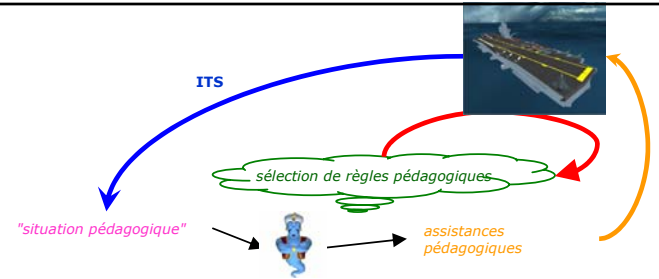 ITS
sélection de règles pédagogiques
"situation pédagogique"
assistances
pédagogiques